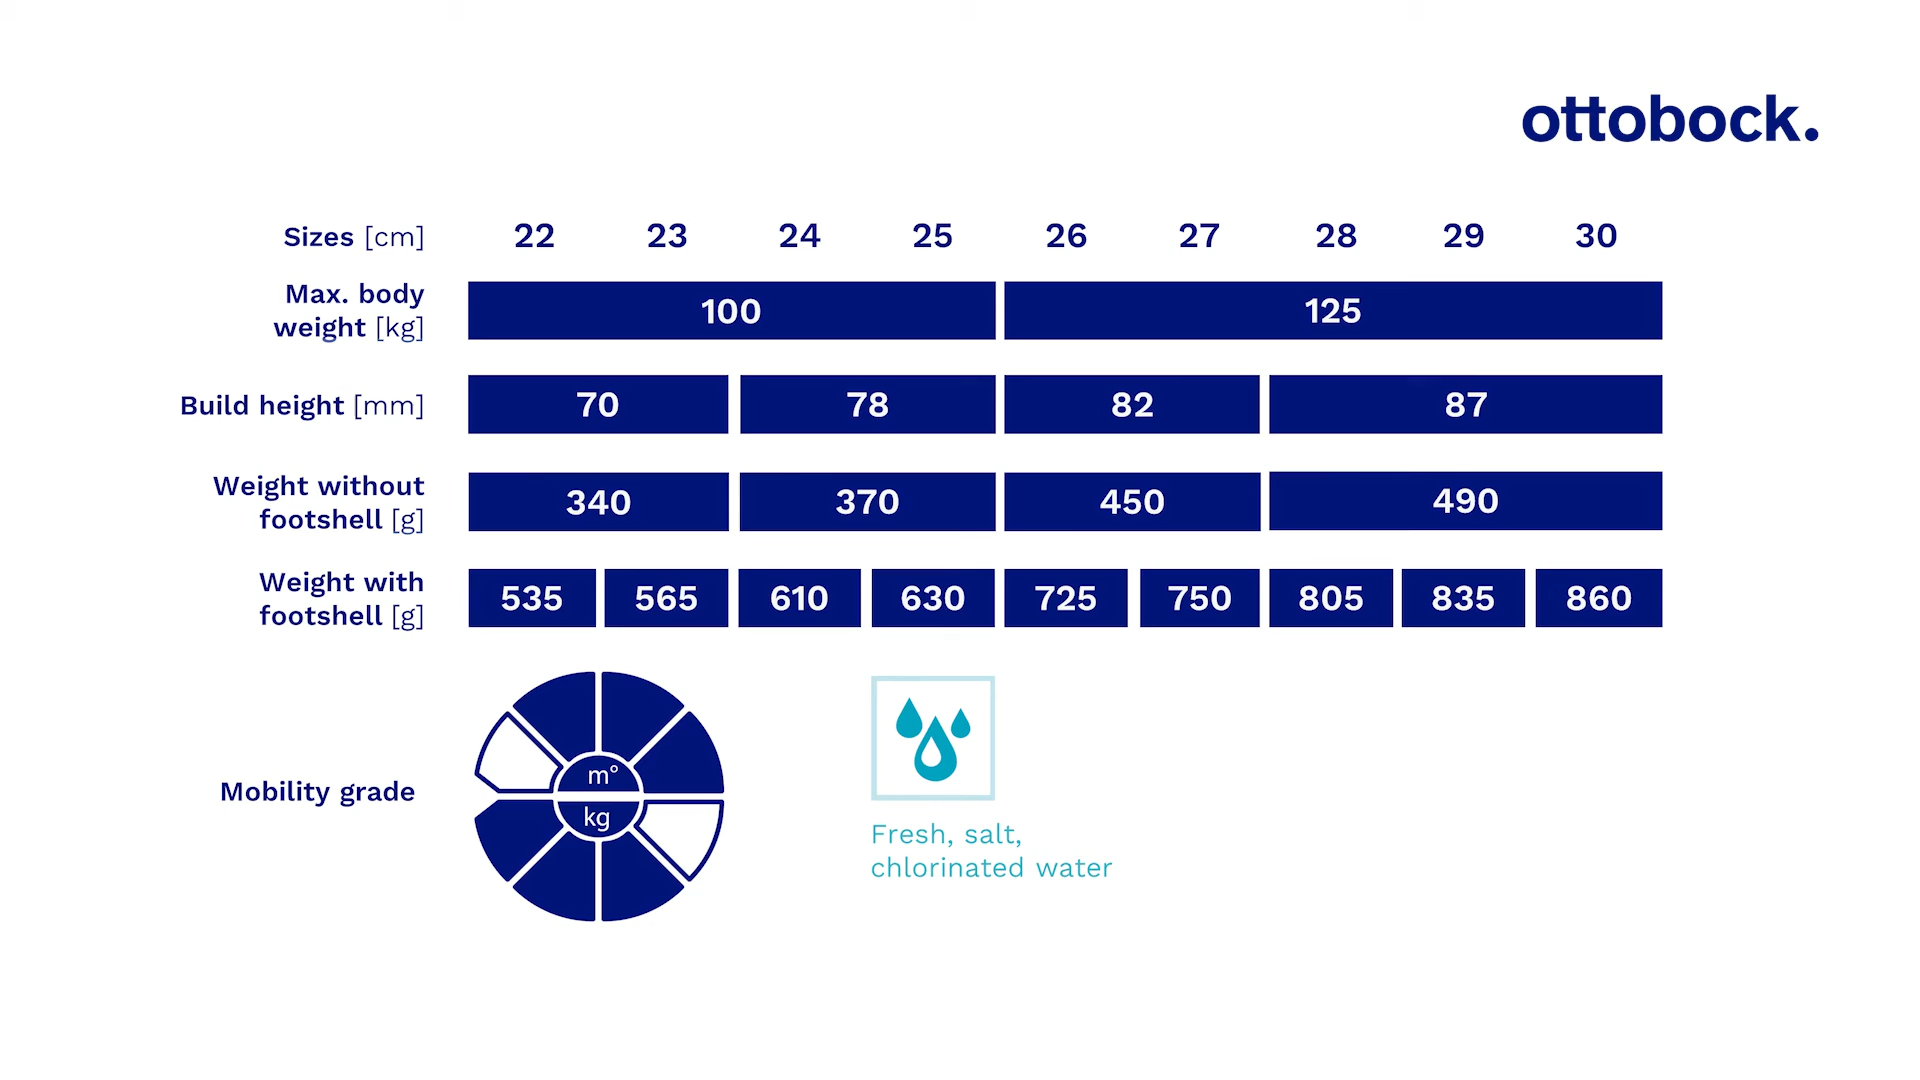 ottobock.
Sizes [cm] 22 23 24 25 26 27 28 29 30
Max. body
weight [kg]
100 125
Build height [mm] 70 78 82 87
Weight without
footshell [g]
340 370 450 490
Weight with
footshell [g]
535 565 610 630 725 750 805 835 860
Mobility grade
m°
kg
Fresh, salt,
chlorinated water